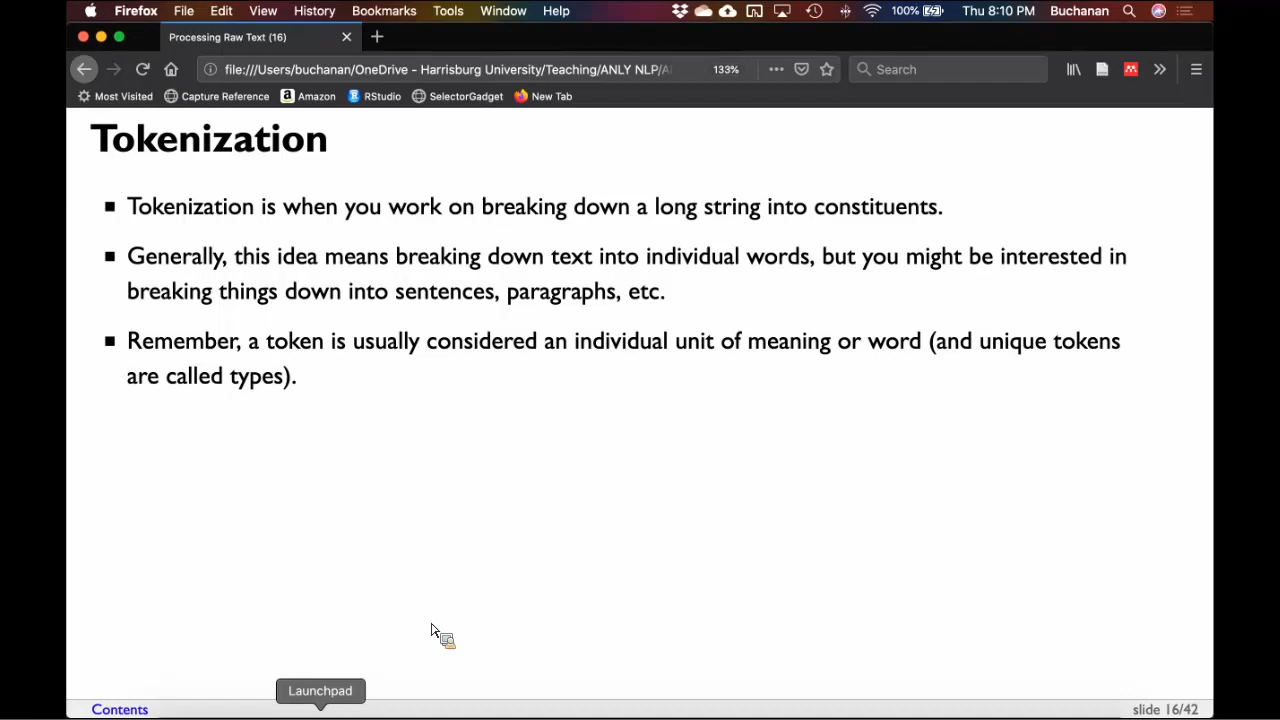 Firefox File Edit View History Bookmarks Tools Window Help 100% Thu 8:10 PM Buchanan
Processing Raw Text (16)
file:///Users/buchanan/OneDrive - Harrisburg University/Teaching/ANLY NLP/ 133% Search
Most Visited Capture Reference Amazon RStudio SelectorGadget New Tab
Tokenization
Tokenization is when you work on breaking down a long string into constituents.
Generally, this idea means breaking down text into individual words, but you might be interested in
breaking things down into sentences, paragraphs, etc.
Remember, a token is usually considered an individual unit of meaning or word (and unique tokens
are called types).
Launchpad
Contents slide 16/42